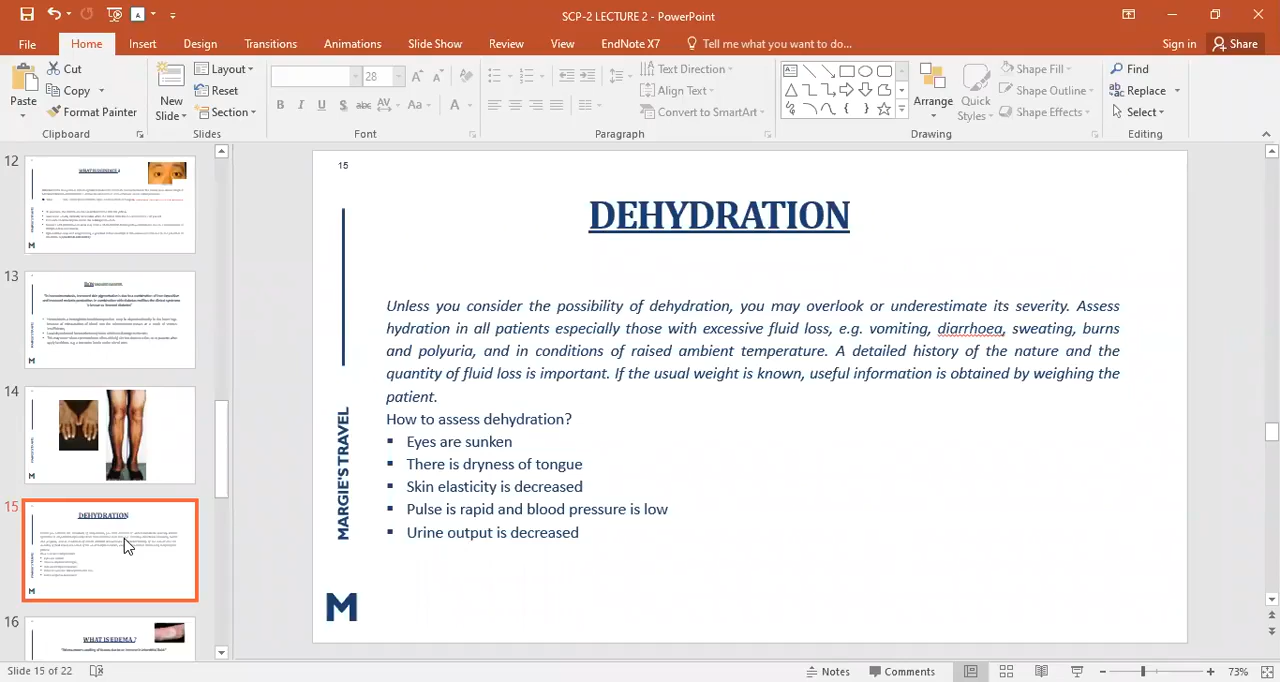 SCP-2 LECTURE 2 - PowerPoint
File Home Insert Design Transitions Animations Slide Show Review View EndNote X7 Tell me what you want to do... Sign in Share
Paste
Cut
Copy
Format Painter
Clipboard
New Slide
Layout
Reset
Section
Slides
28
B I U S abc AV Aa A
Font
Text Direction
Align Text
Convert to SmartArt
Paragraph
Arrange
Quick Styles
Shape Fill
Shape Outline
Shape Effects
Drawing
Find
Replace
Select
Editing
12
13
14
15
DEHYDRATION
16
WHAT IS EDEMA ?
15
DEHYDRATION
Unless you consider the possibility of dehydration, you may overlook or underestimate its severity. Assess
hydration in all patients especially those with excessive fluid loss, e.g. vomiting, diarrhoea, sweating, burns
and polyuria, and in conditions of raised ambient temperature. A detailed history of the nature and the
quantity of fluid loss is important. If the usual weight is known, useful information is obtained by weighing the
patient.
How to assess dehydration?
▪ Eyes are sunken
▪ There is dryness of tongue
▪ Skin elasticity is decreased
▪ Pulse is rapid and blood pressure is low
▪ Urine output is decreased
MARGIE'S TRAVEL
M
Slide 15 of 22
Notes
Comments
73%